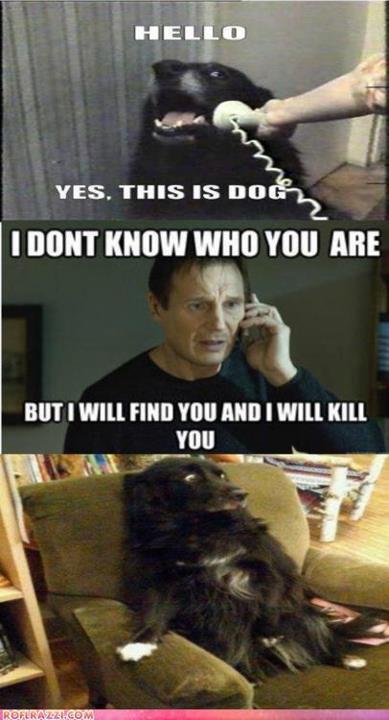 HELLO
YES, THIS IS DOG
I DONT KNOW WHO YOU ARE
BUT I WILL FIND YOU AND I WILL KILL
YOU
ROFLRAZZI.COM